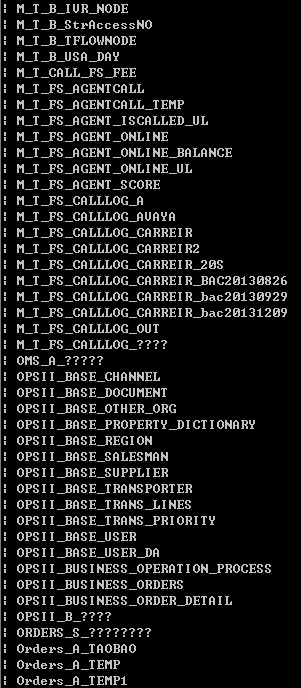 ¦ M_T_B_IVR_NODE
¦ M_T_B_StrAccessNO
¦ M_T_B_TFLOWNODE
¦ M_T_B_USA_DAY
¦ M_T_CALL_FS_FEE
¦ M_T_FS_AGENTCALL
¦ M_T_FS_AGENTCALL_TEMP
¦ M_T_FS_AGENT_ISCALLED_UL
¦ M_T_FS_AGENT_ONLINE
¦ M_T_FS_AGENT_ONLINE_BALANCE
¦ M_T_FS_AGENT_ONLINE_UL
¦ M_T_FS_AGENT_SCORE
¦ M_T_FS_CALLLOG_A
¦ M_T_FS_CALLLOG_AVAYA
¦ M_T_FS_CALLLOG_CARREIR
¦ M_T_FS_CALLLOG_CARREIR2
¦ M_T_FS_CALLLOG_CARREIR_20S
¦ M_T_FS_CALLLOG_CARREIR_BAC20130826
¦ M_T_FS_CALLLOG_CARREIR_bac20130929
¦ M_T_FS_CALLLOG_CARREIR_bac20131209
¦ M_T_FS_CALLLOG_OUT
¦ M_T_FS_CALLLOG_????
¦ OMS_A_?????
¦ OPSII_BASE_CHANNEL
¦ OPSII_BASE_DOCUMENT
¦ OPSII_BASE_OTHER_ORG
¦ OPSII_BASE_PROPERTY_DICTIONARY
¦ OPSII_BASE_REGION
¦ OPSII_BASE_SALESMAN
¦ OPSII_BASE_SUPPLIER
¦ OPSII_BASE_TRANSPORTER
¦ OPSII_BASE_TRANS_LINES
¦ OPSII_BASE_TRANS_PRIORITY
¦ OPSII_BASE_USER
¦ OPSII_BASE_USER_DA
¦ OPSII_BUSINESS_OPERATION_PROCESS
¦ OPSII_BUSINESS_ORDERS
¦ OPSII_BUSINESS_ORDER_DETAIL
¦ OPSII_B_????
¦ ORDERS_S_????????
¦ Orders_A_TAOBAO
¦ Orders_A_TEMP
¦ Orders_A_TEMP1